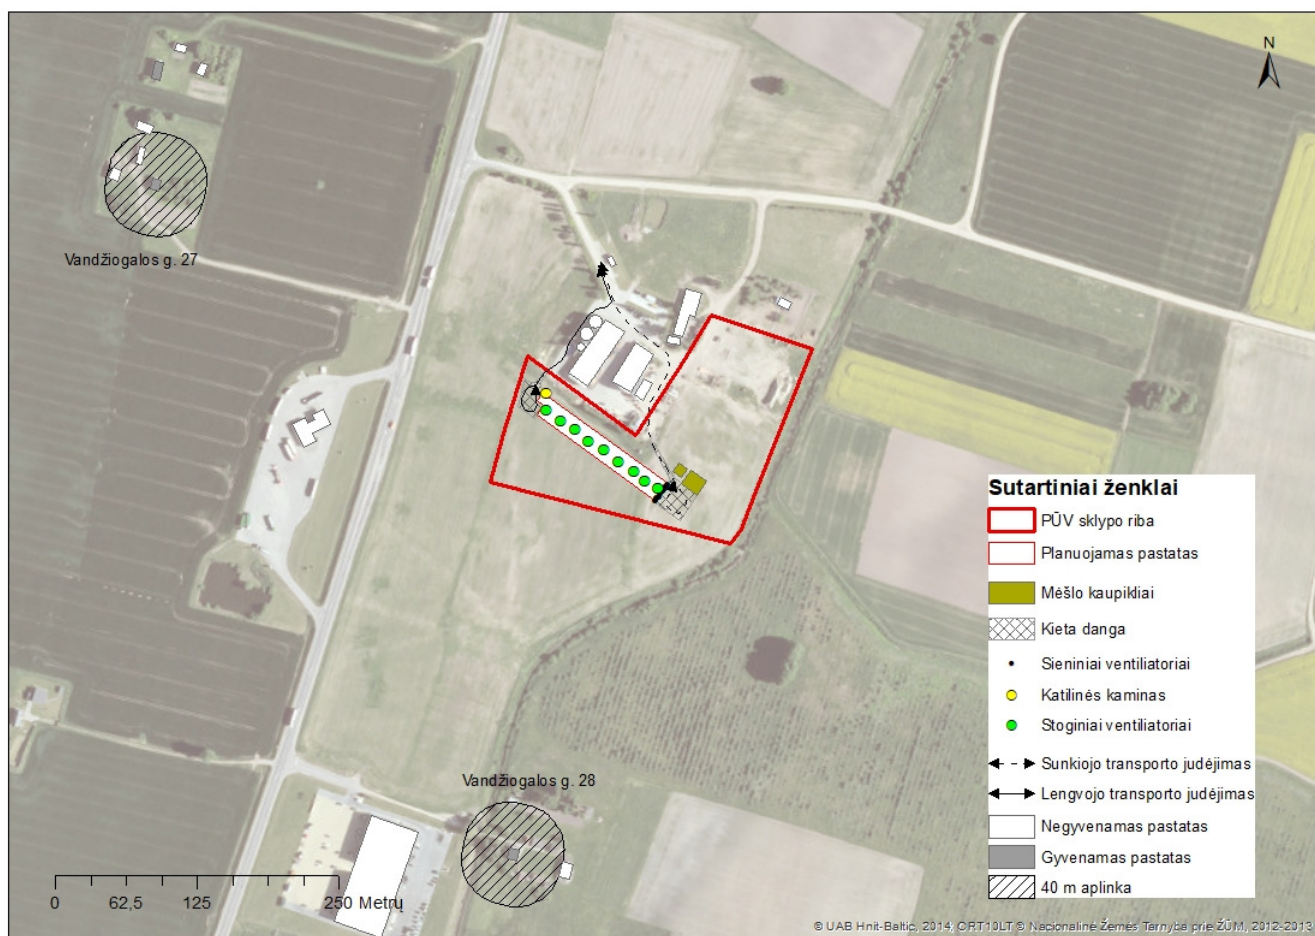 N
Vandžiogalos g. 27
Sutartiniai ženklai
PŪV sklypo riba
Planuojamas pastatas
Mėšlo kaupikliai
Kieta danga
Sieniniai ventiliatoriai
Katilinės kaminas
Stoginiai ventiliatoriai
Sunkiojo transporto judėjimas
Lengvojo transporto judėjimas
Negyvenamas pastatas
Gyvenamas pastatas
40 m aplinka
Vandžiogalos g. 28
0 62,5 125 250 Metrų
© UAB Hnit-Baltic, 2014; ORT10LT © Nacionalinė Žemės Tarnyba prie ŽŪM, 2012-2013